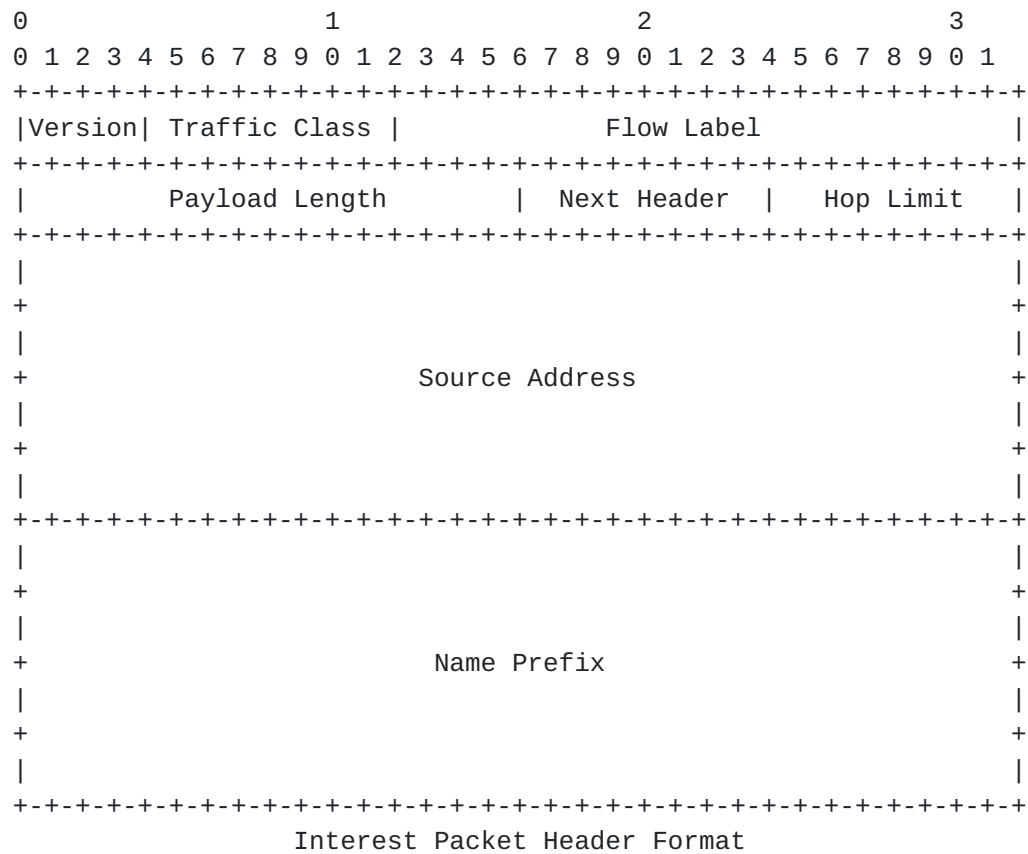 0                   1                   2                   3
0 1 2 3 4 5 6 7 8 9 0 1 2 3 4 5 6 7 8 9 0 1 2 3 4 5 6 7 8 9 0 1
+-+-+-+-+-+-+-+-+-+-+-+-+-+-+-+-+-+-+-+-+-+-+-+-+-+-+-+-+-+-+-+-+
|Version| Traffic Class |             Flow Label                |
+-+-+-+-+-+-+-+-+-+-+-+-+-+-+-+-+-+-+-+-+-+-+-+-+-+-+-+-+-+-+-+-+
|         Payload Length        |  Next Header  |   Hop Limit   |
+-+-+-+-+-+-+-+-+-+-+-+-+-+-+-+-+-+-+-+-+-+-+-+-+-+-+-+-+-+-+-+-+
|                                                               |
+                                                               +
|                                                               |
+                         Source Address                        +
|                                                               |
+                                                               +
|                                                               |
+-+-+-+-+-+-+-+-+-+-+-+-+-+-+-+-+-+-+-+-+-+-+-+-+-+-+-+-+-+-+-+-+
|                                                               |
+                                                               +
|                                                               |
+                          Name Prefix                          +
|                                                               |
+                                                               +
|                                                               |
+-+-+-+-+-+-+-+-+-+-+-+-+-+-+-+-+-+-+-+-+-+-+-+-+-+-+-+-+-+-+-+-+
                  Interest Packet Header Format